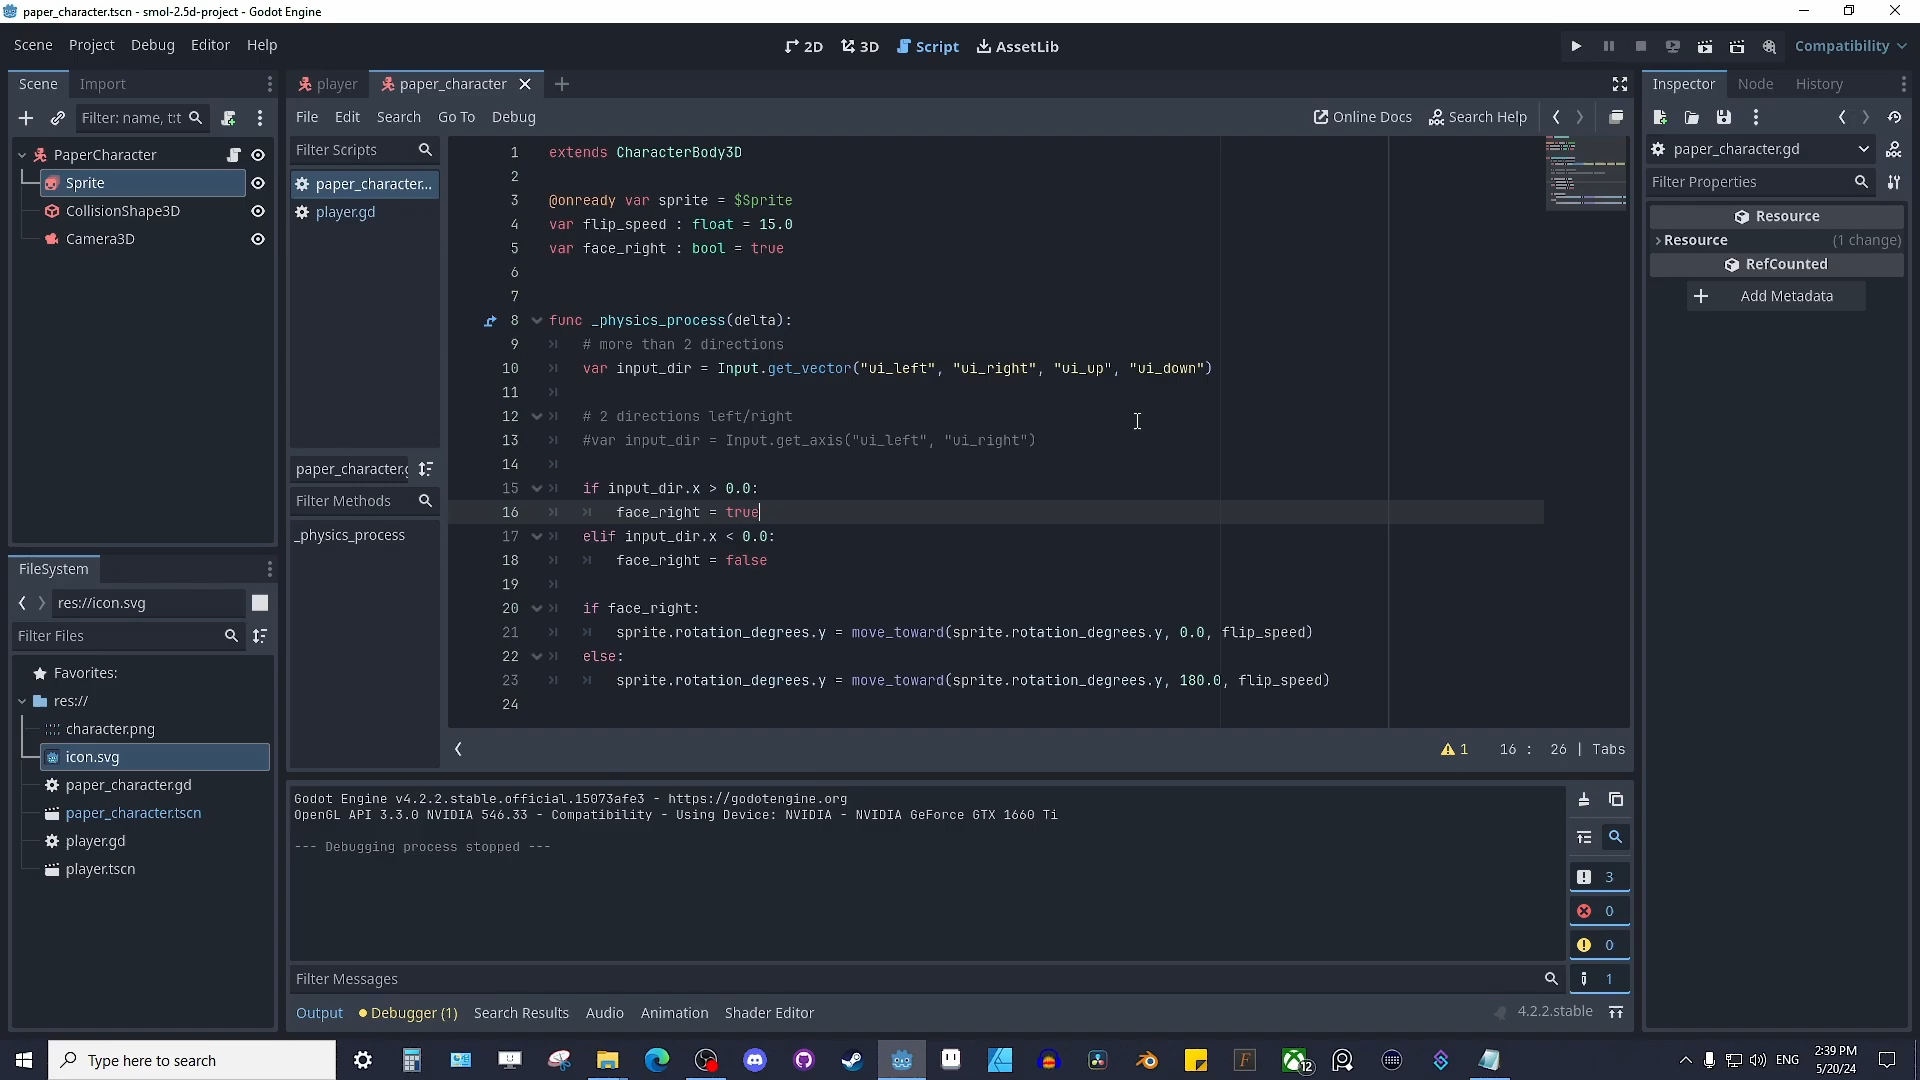 paper_character.tscn - smol-2.5d-project - Godot Engine
Scene Project Debug Editor Help
2D 3D Script AssetLib
Compatibility
Scene Import
Filter: name, t:t
PaperCharacter
Sprite
CollisionShape3D
Camera3D
FileSystem
res://icon.svg
Filter Files
Favorites:
res://
character.png
icon.svg
paper_character.gd
paper_character.tscn
player.gd
player.tscn
player paper_character
File Edit Search Go To Debug
Online Docs Search Help
Filter Scripts
paper_character...
player.gd
paper_character.g
Filter Methods
_physics_process
1 extends CharacterBody3D
2
3 @onready var sprite = $Sprite
4 var flip_speed : float = 15.0
5 var face_right : bool = true
6
7
8 func _physics_process(delta):
9 # more than 2 directions
10 var input_dir = Input.get_vector("ui_left", "ui_right", "ui_up", "ui_down")
11
12 # 2 directions left/right
13 #var input_dir = Input.get_axis("ui_left", "ui_right")
14
15 if input_dir.x > 0.0:
16 face_right = true
17 elif input_dir.x < 0.0:
18 face_right = false
19
20 if face_right:
21 sprite.rotation_degrees.y = move_toward(sprite.rotation_degrees.y, 0.0, flip_speed)
22 else:
23 sprite.rotation_degrees.y = move_toward(sprite.rotation_degrees.y, 180.0, flip_speed)
24
1 16 : 26 | Tabs
Godot Engine v4.2.2.stable.official.15073afe3 - https://godotengine.org
OpenGL API 3.3.0 NVIDIA 546.33 - Compatibility - Using Device: NVIDIA - NVIDIA GeForce GTX 1660 Ti
--- Debugging process stopped ---
3
0
0
1
Filter Messages
Output Debugger (1) Search Results Audio Animation Shader Editor
4.2.2.stable
Inspector Node History
paper_character.gd
Filter Properties
Resource
Resource (1 change)
RefCounted
Add Metadata
Type here to search
12
ENG
2:39 PM
5/20/24